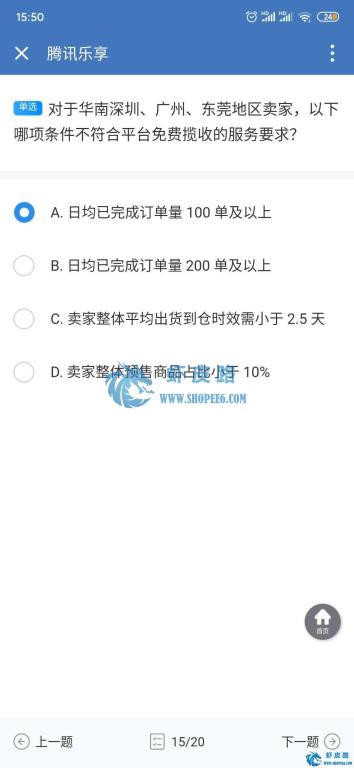 15:50
24
腾讯乐享
单选 对于华南深圳、广州、东莞地区卖家，以下
哪项条件不符合平台免费揽收的服务要求？
A. 日均已完成订单量 100 单及以上
B. 日均已完成订单量 200 单及以上
C. 卖家整体平均出货到仓时效需小于 2.5 天
D. 卖家整体预售商品占比小于 10%
虾皮路
WWW.SHOPEE6.COM
首页
上一题
15/20
下一题
虾皮路
www.shopee6.com